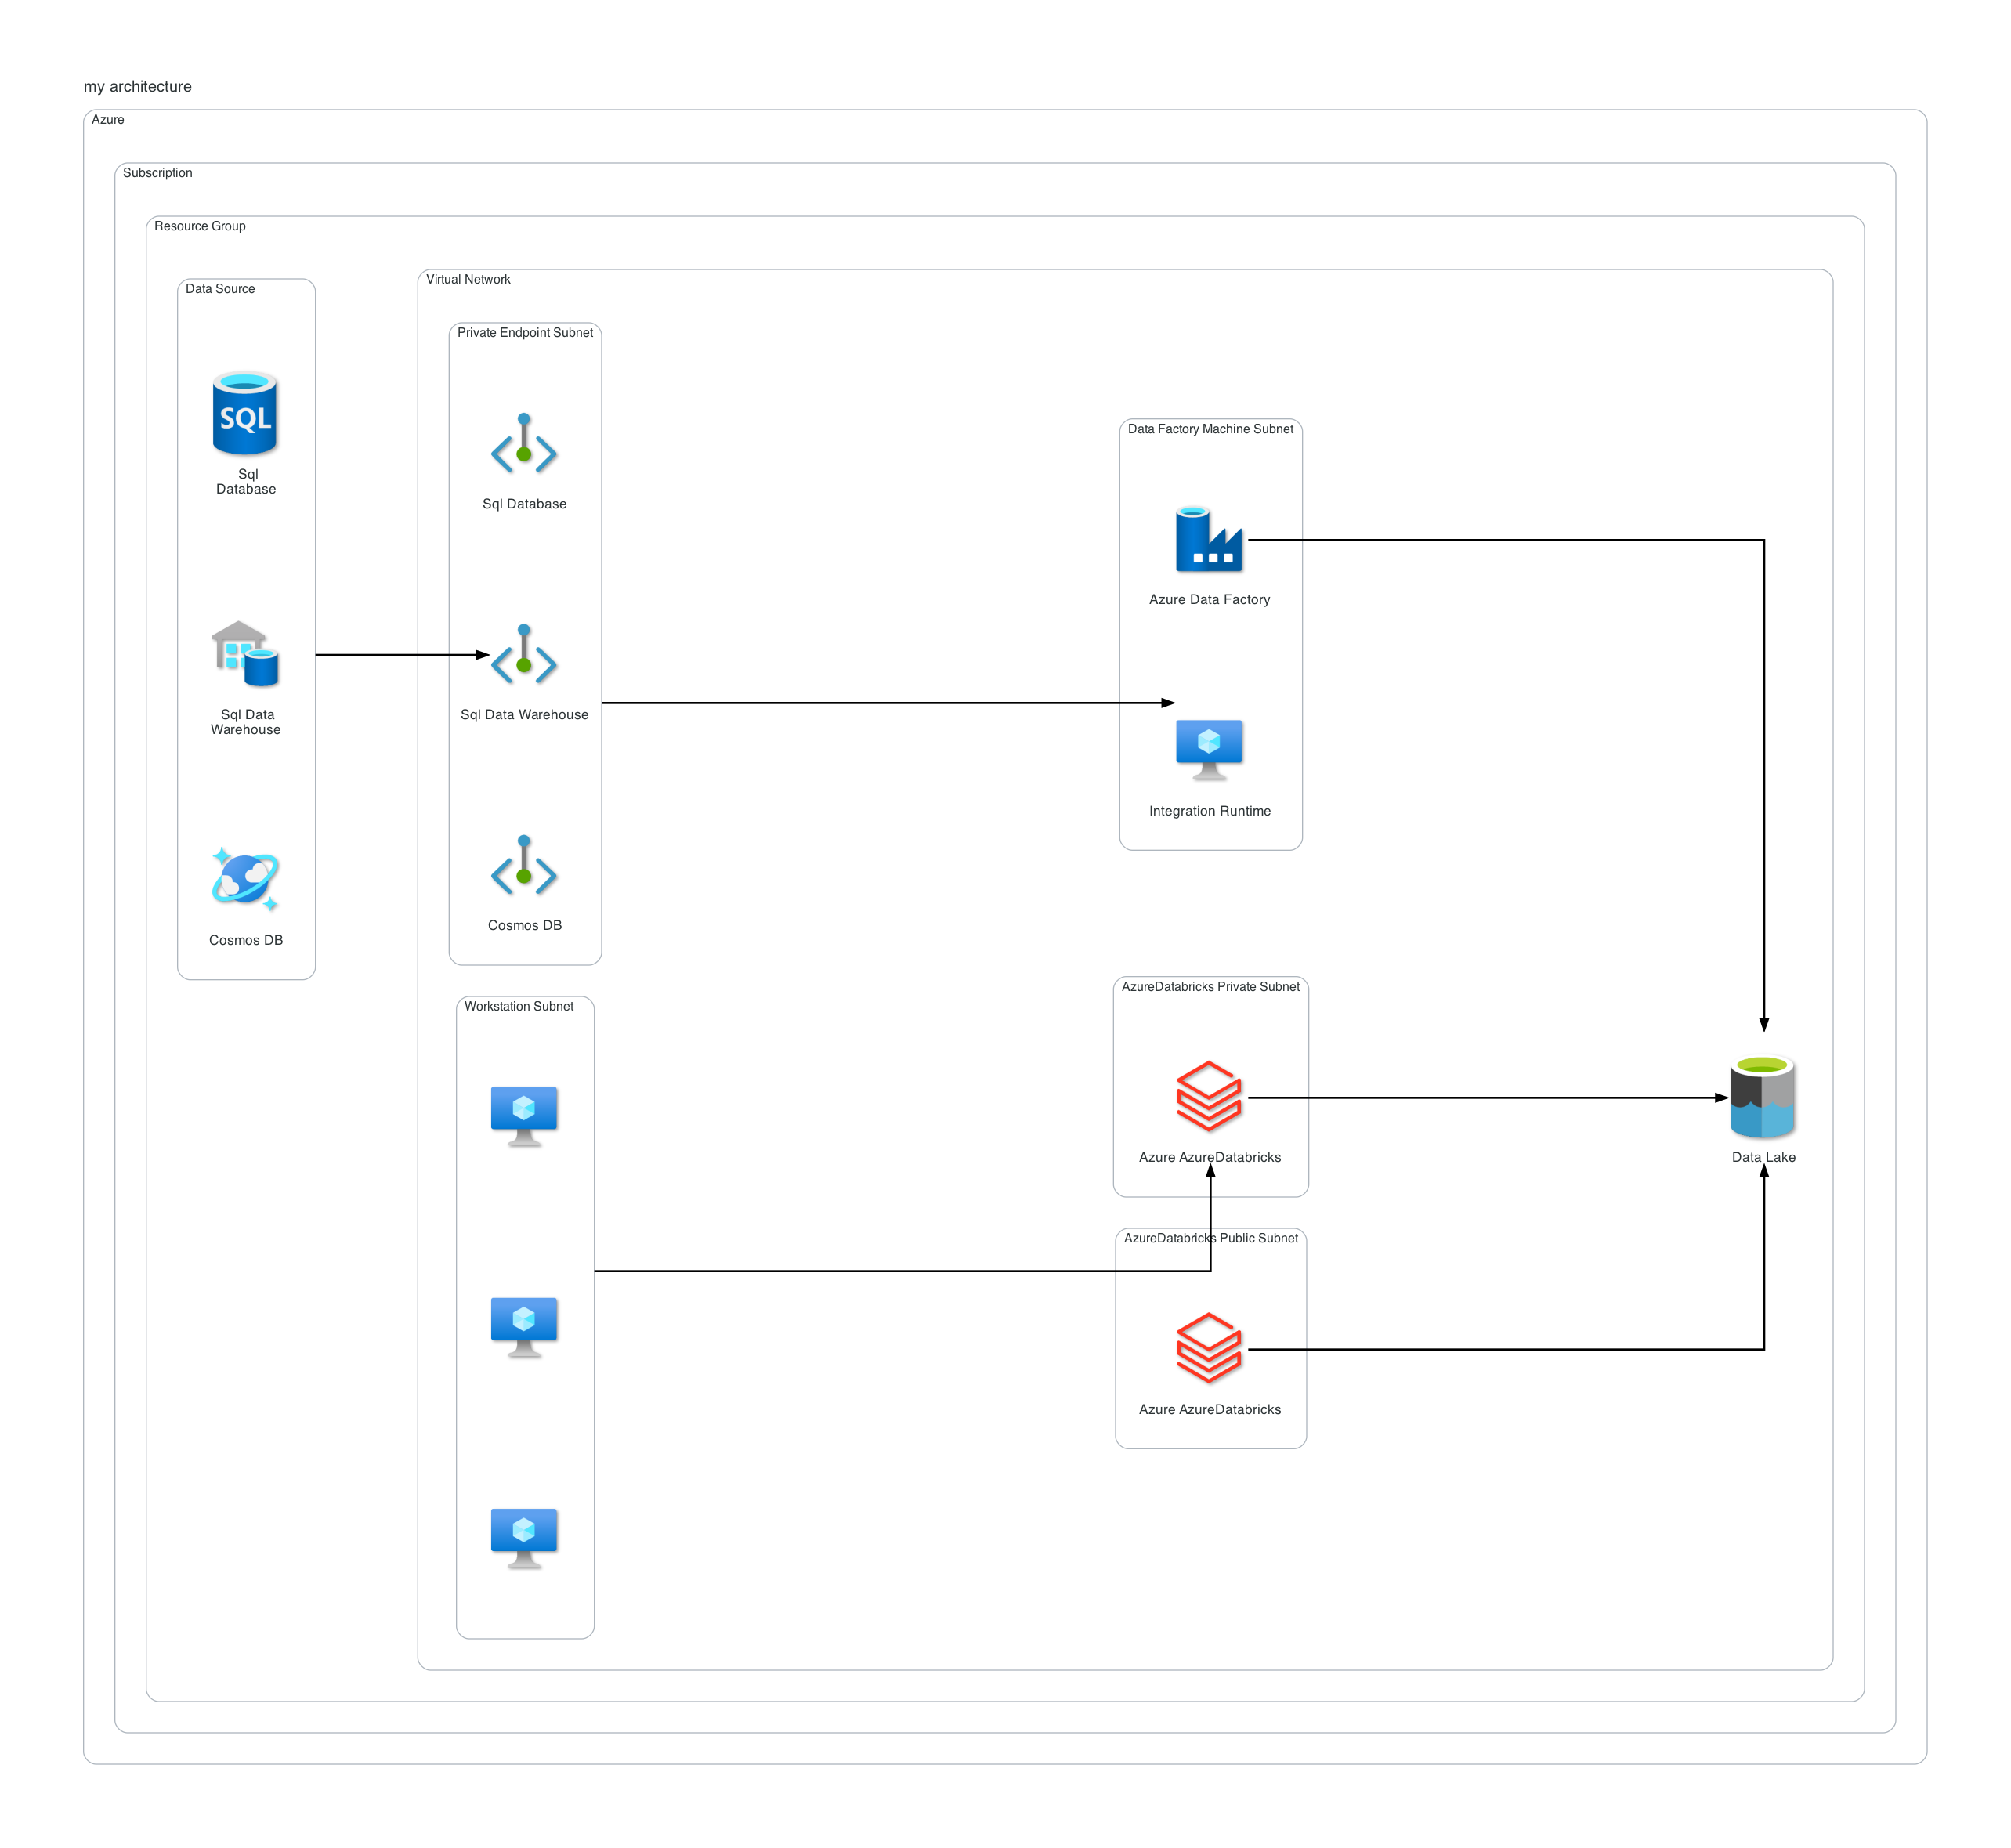 my architecture
Azure
Subscription
Resource Group
Data Source
SQL
Sql
Database
Sql Data
Warehouse
Cosmos DB
Virtual Network
Private Endpoint Subnet
Sql Database
Sql Data Warehouse
Cosmos DB
Workstation Subnet
Data Factory Machine Subnet
Azure Data Factory
Integration Runtime
AzureDatabricks Private Subnet
Azure AzureDatabricks
AzureDatabricks Public Subnet
Azure AzureDatabricks
Data Lake